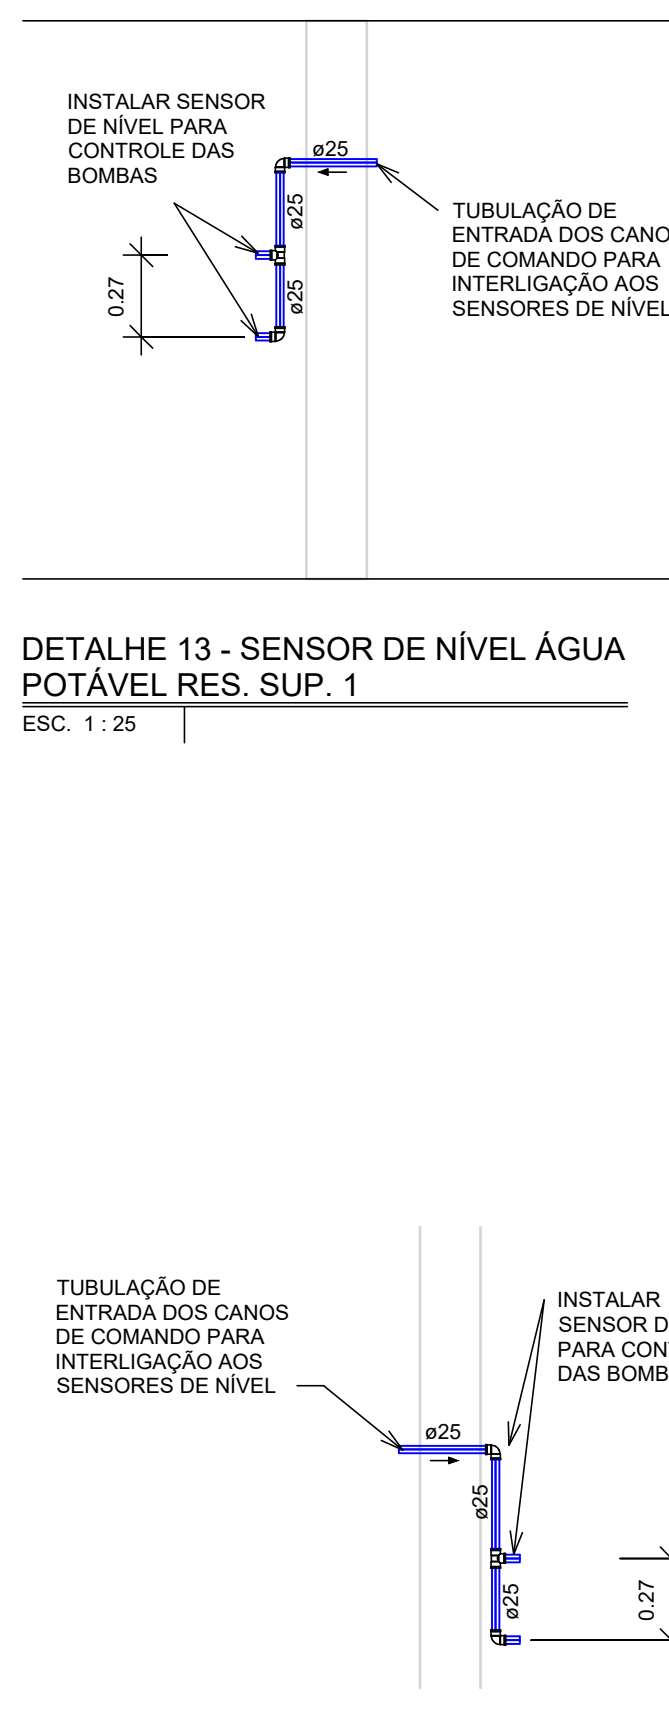 INSTALAR SENSOR
DE NÍVEL PARA
CONTROLE DAS
BOMBAS
ø25
ø25
ø25
0.27
TUBULAÇÃO DE
ENTRADA DOS CANO
DE COMANDO PARA
INTERLIGAÇÃO AOS
SENSORES DE NÍVEL
DETALHE 13 - SENSOR DE NÍVEL ÁGUA
POTÁVEL RES. SUP. 1
ESC. 1 : 25
TUBULAÇÃO DE
ENTRADA DOS CANOS
DE COMANDO PARA
INTERLIGAÇÃO AOS
SENSORES DE NÍVEL
INSTALAR
SENSOR D
PARA CON
DAS BOMB
ø25
ø25
ø25
0.27